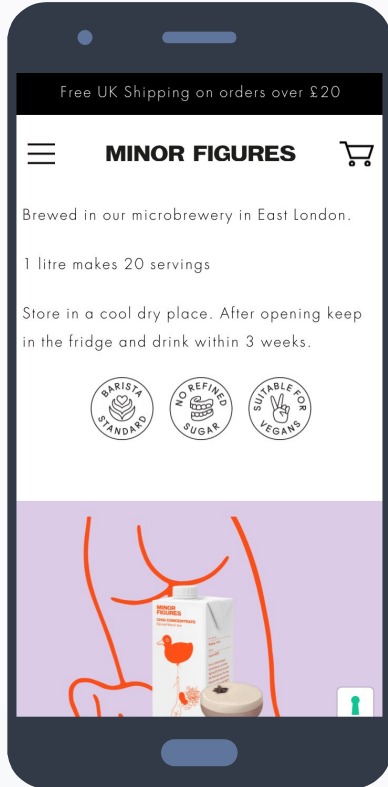 Free UK Shipping on orders over £20
MINOR FIGURES
Brewed in our microbrewery in East London.
1 litre makes 20 servings
Store in a cool dry place. After opening keep
in the fridge and drink within 3 weeks.
BARISTA STANDARD
NO REFINED SUGAR
SUITABLE FOR VEGANS
MINOR
FIGURES
CHAI CONCENTRATE